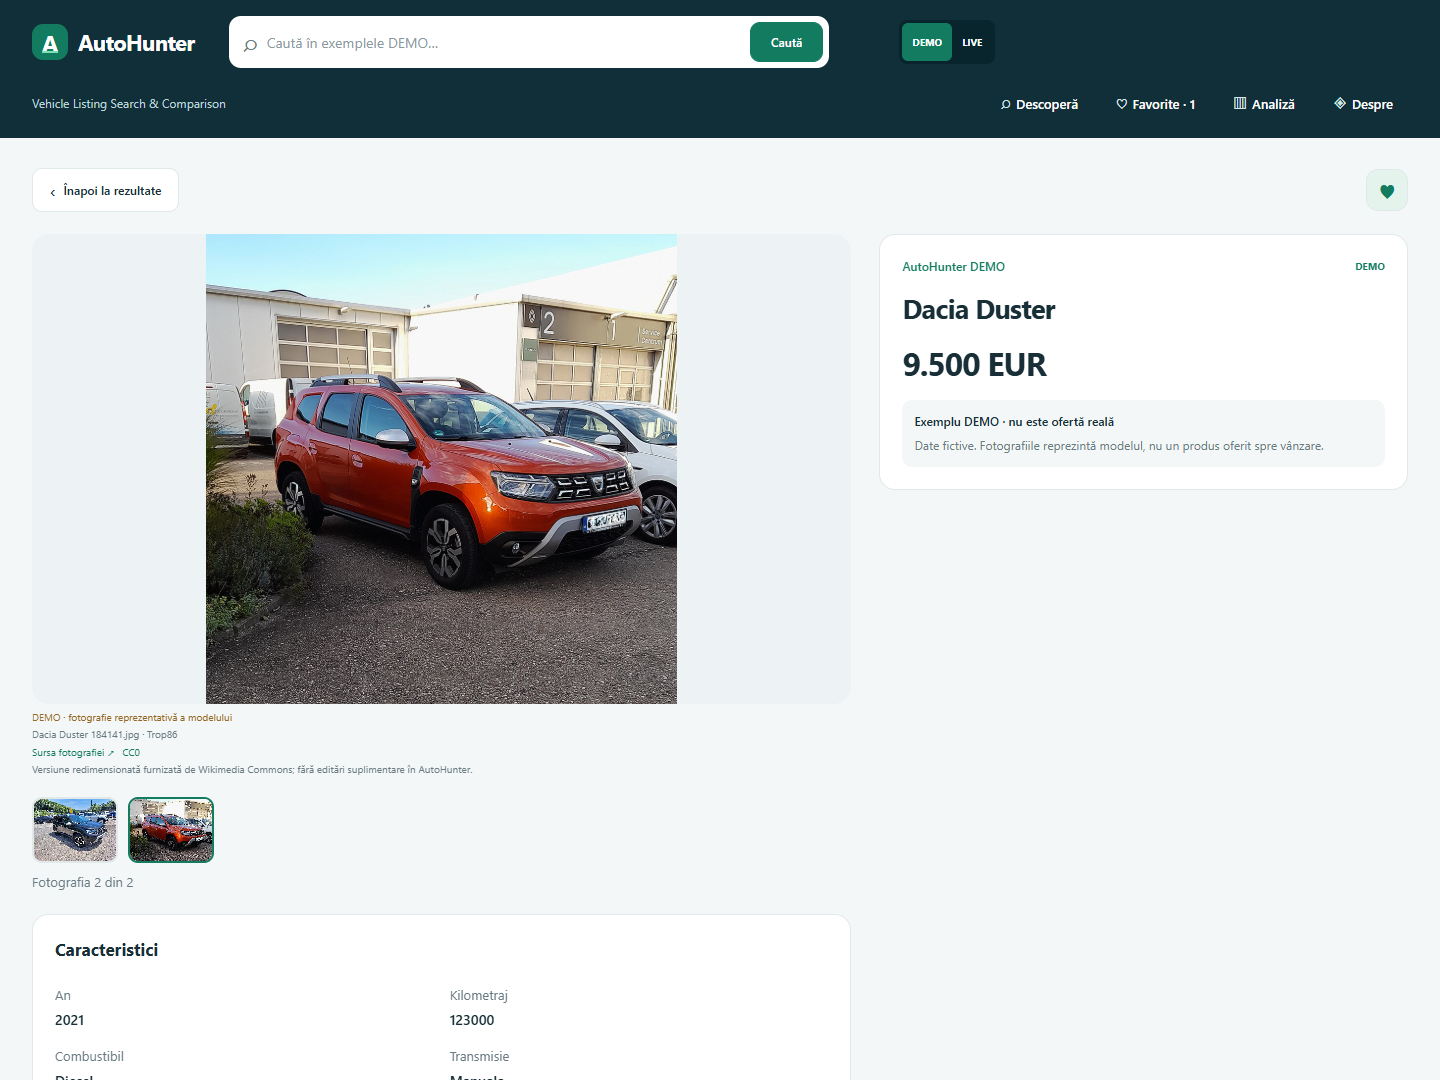 A AutoHunter
Caută în exemplele DEMO...
Caută
DEMO LIVE
Vehicle Listing Search & Comparison
Descoperă
Favorite · 1
Analiză
Despre
‹ Înapoi la rezultate
2
1
Service
AutoHunter DEMO
DEMO
Dacia Duster
9.500 EUR
Exemplu DEMO · nu este ofertă reală
Date fictive. Fotografiile reprezintă modelul, nu un produs oferit spre vânzare.
DEMO · fotografie reprezentativă a modelului
Dacia Duster 184141.jpg · Trop86
Sursa fotografiei ↗ CC0
Versiune redimensionată furnizată de Wikimedia Commons; fără editări suplimentare în AutoHunter.
Fotografia 2 din 2
Caracteristici
An
Kilometraj
2021
123000
Combustibil
Transmisie